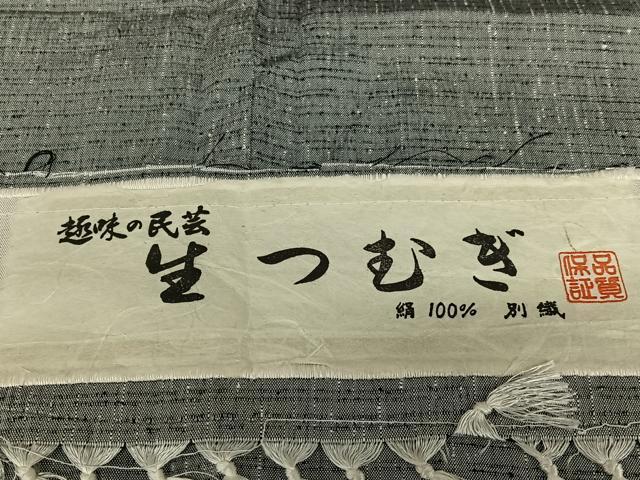 趣味の民芸
生つむぎ
絹 100% 別織
品質
保証